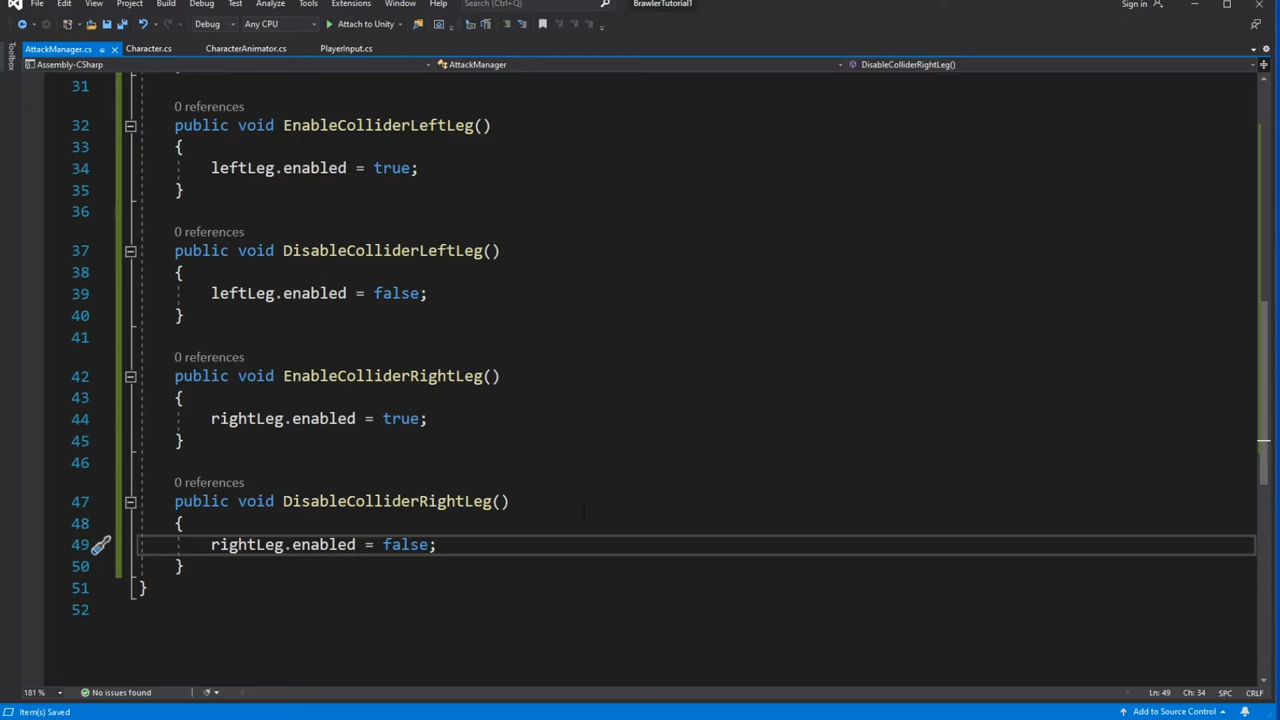 File Edit View Project Build Debug Test Analyze Tools Extensions Window Help Search (Ctrl+Q) BrawlerTutorial1 Sign in
Debug Any CPU Attach to Unity
AttackManager.cs Character.cs CharacterAnimator.cs PlayerInput.cs
Toolbox
Assembly-CSharp AttackManager DisableColliderRightLeg()
31
0 references
32 public void EnableColliderLeftLeg()
33 {
34 leftLeg.enabled = true;
35 }
36
0 references
37 public void DisableColliderLeftLeg()
38 {
39 leftLeg.enabled = false;
40 }
41
0 references
42 public void EnableColliderRightLeg()
43 {
44 rightLeg.enabled = true;
45 }
46
0 references
47 public void DisableColliderRightLeg()
48 {
49 rightLeg.enabled = false;
50 }
51 }
52
181 % No issues found Ln: 49 Ch: 34 SPC CRLF
Item(s) Saved Add to Source Control